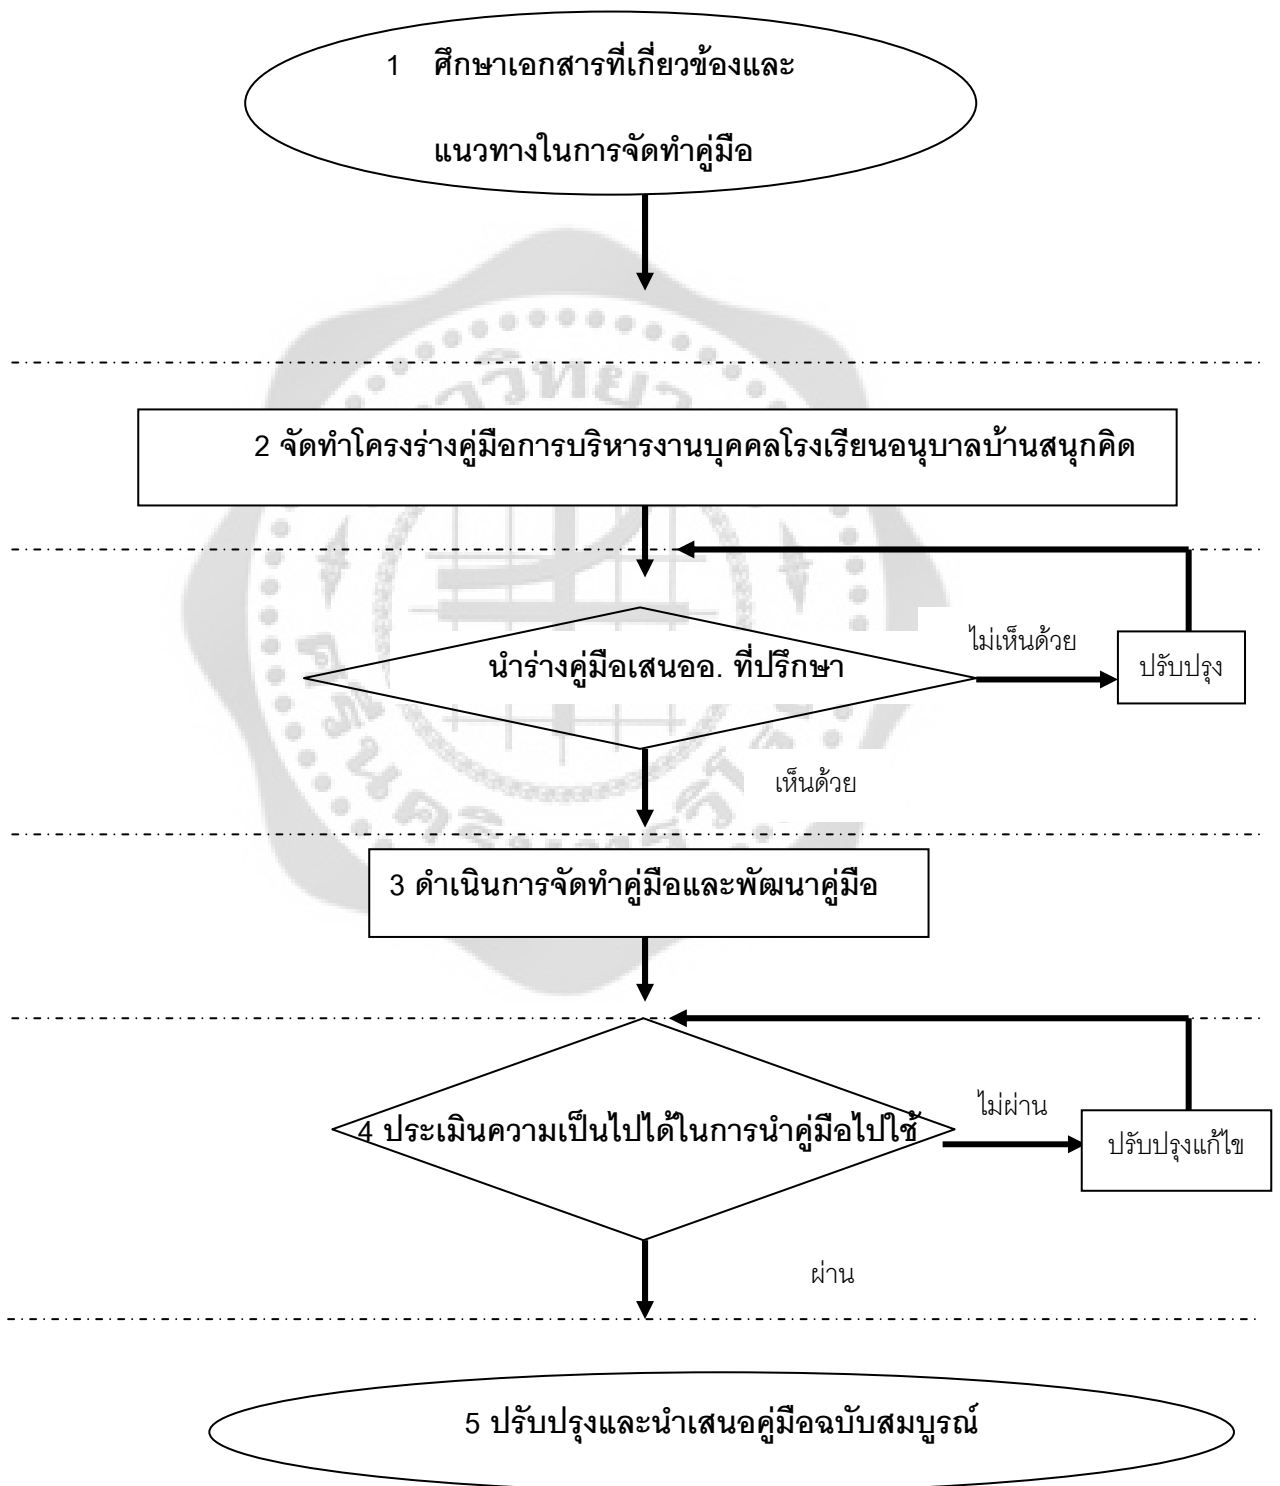 1 ศึกษาเอกสารที่เกี่ยวข้องและ
แนวทางในการจัดทำคู่มือ
2 จัดทำโครงร่างคู่มือการบริหารงานบุคคลโรงเรียนอนุบาลบ้านสนุกคิด
ไม่เห็นด้วย
นำร่างคู่มือเสนออ. ที่ปรึกษา
ปรับปรุง
เห็นด้วย
3 ดำเนินการจัดทำคู่มือและพัฒนาคู่มือ
ไม่ผ่าน
4 ประเมินความเป็นไปได้ในการนำคู่มือไปใช้
ปรับปรุงแก้ไข
ผ่าน
5 ปรับปรุงและนำเสนอคู่มือฉบับสมบูรณ์